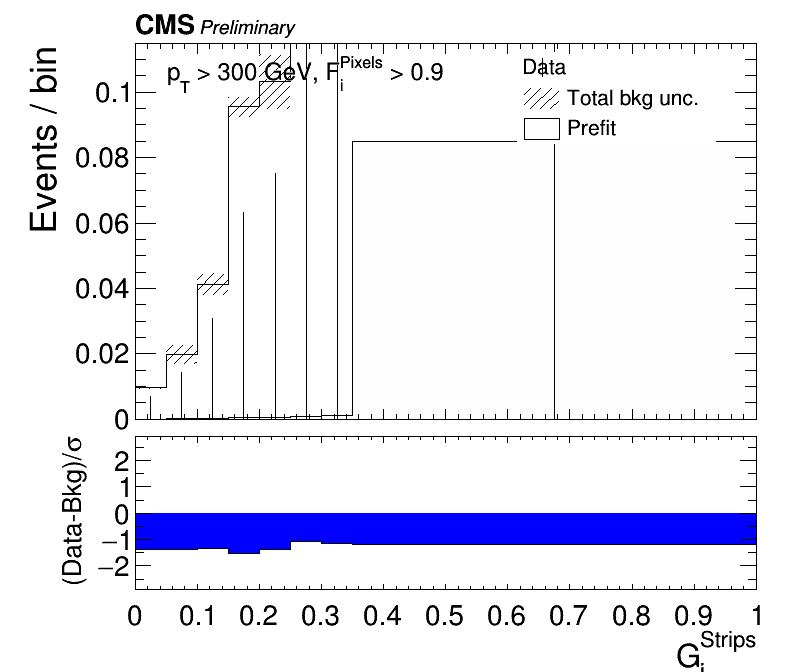 CMS Preliminary
p_T > 300 GeV, F_i^Pixels > 0.9
Data
Total bkg unc.
Prefit
Events / bin
0.1
0.08
0.06
0.04
0.02
0
(Data-Bkg)/σ
2
1
0
−1
−2
0 0.1 0.2 0.3 0.4 0.5 0.6 0.7 0.8 0.9 1
G_i^Strips